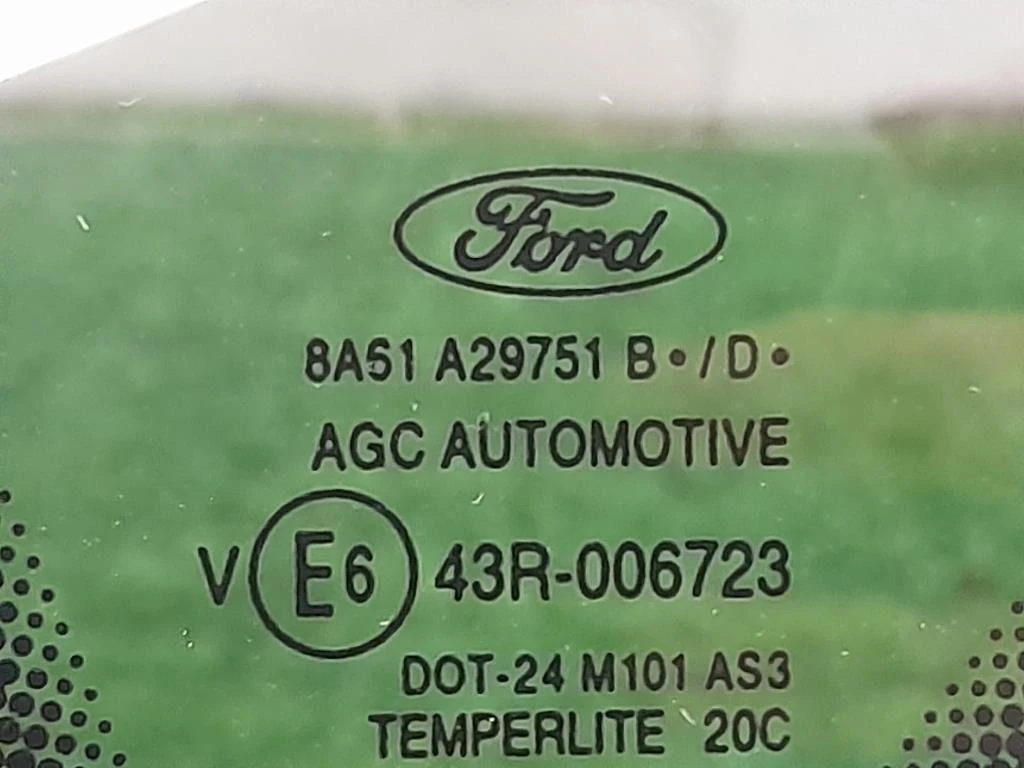 Ford
8A61 A29751 B•/D•
AGC AUTOMOTIVE
V E6 43R-006723
DOT-24 M101 AS3
TEMPERLITE 20C